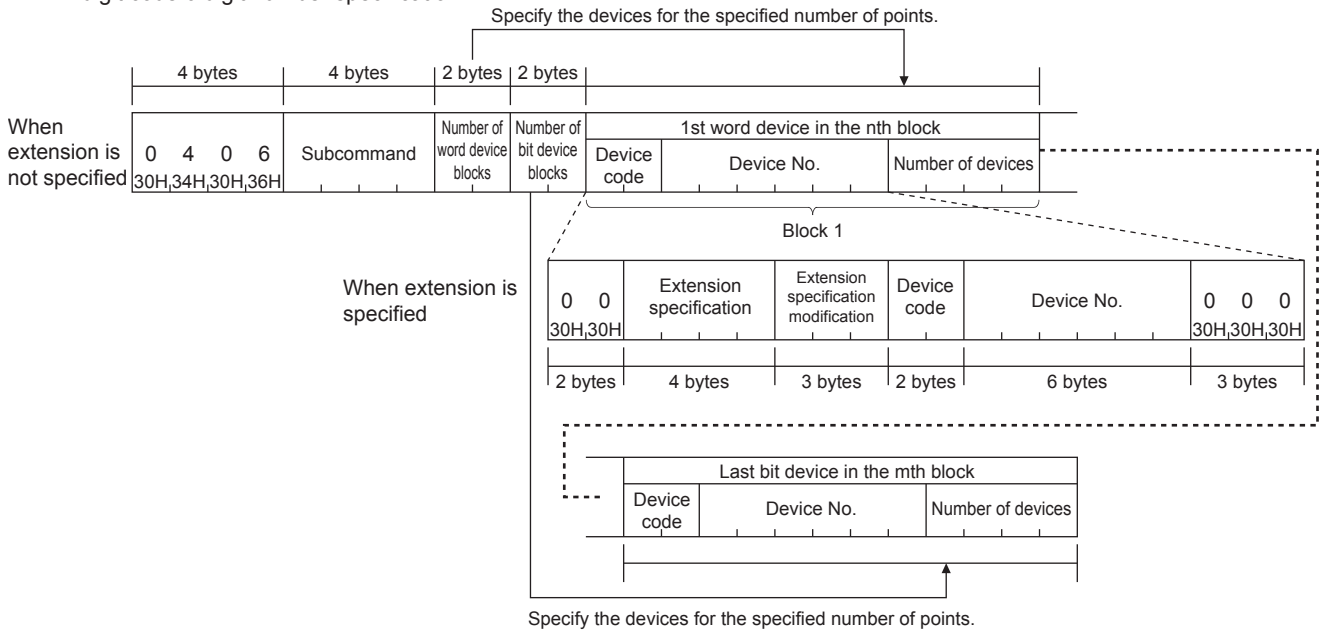 Specify the devices for the specified number of points.
4 bytes 4 bytes 2 bytes 2 bytes
When
extension is
not specified
0 4 0 6
30H 34H 30H 36H
Subcommand
Number of
word device
blocks
Number of
bit device
blocks
1st word device in the nth block
Device
code
Device No.
Number of devices
Block 1
When extension is
specified
0 0
30H 30H
Extension
specification
Extension
specification
modification
Device
code
Device No.
0 0 0
30H 30H 30H
2 bytes 4 bytes 3 bytes 2 bytes 6 bytes 3 bytes
Last bit device in the mth block
Device
code
Device No.
Number of devices
Specify the devices for the specified number of points.